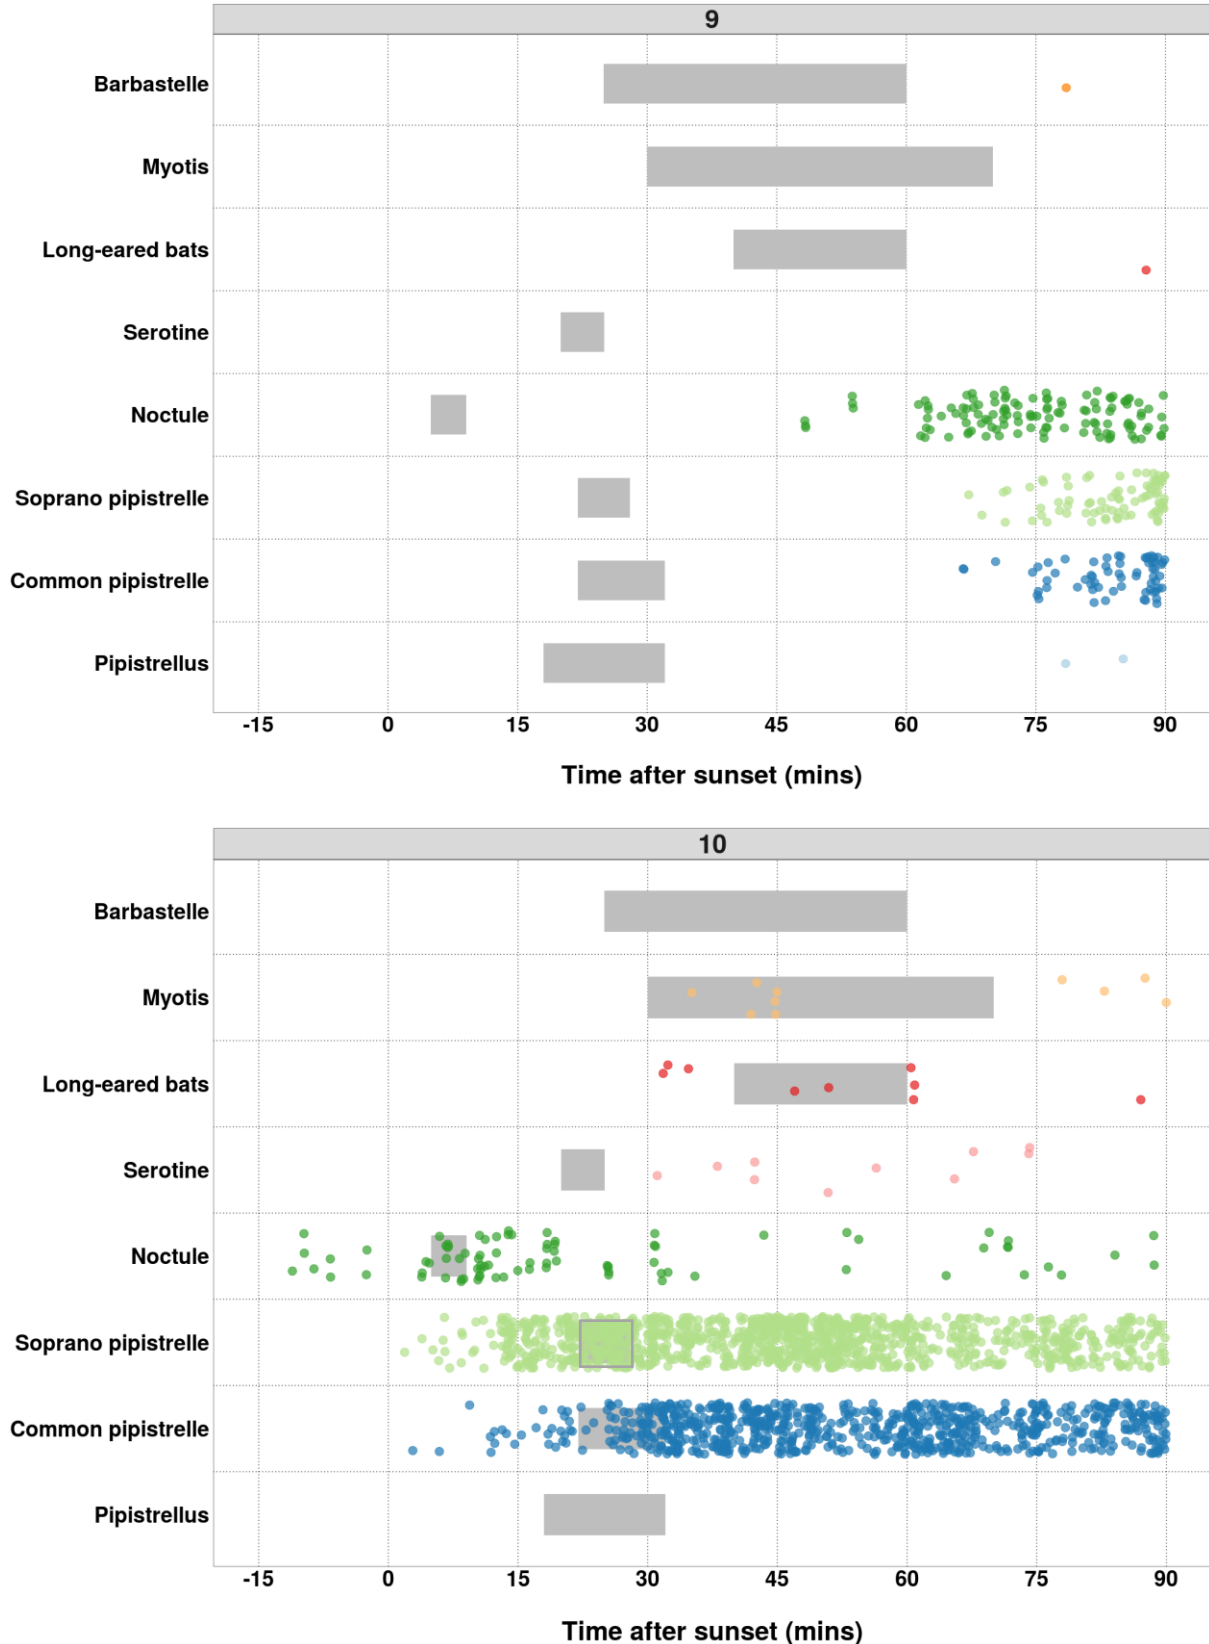 9
Barbastelle
Myotis
Long-eared bats
Serotine
Noctule
Soprano pipistrelle
Common pipistrelle
Pipistrellus
-15 0 15 30 45 60 75 90
Time after sunset (mins)
10
Barbastelle
Myotis
Long-eared bats
Serotine
Noctule
Soprano pipistrelle
Common pipistrelle
Pipistrellus
-15 0 15 30 45 60 75 90
Time after sunset (mins)